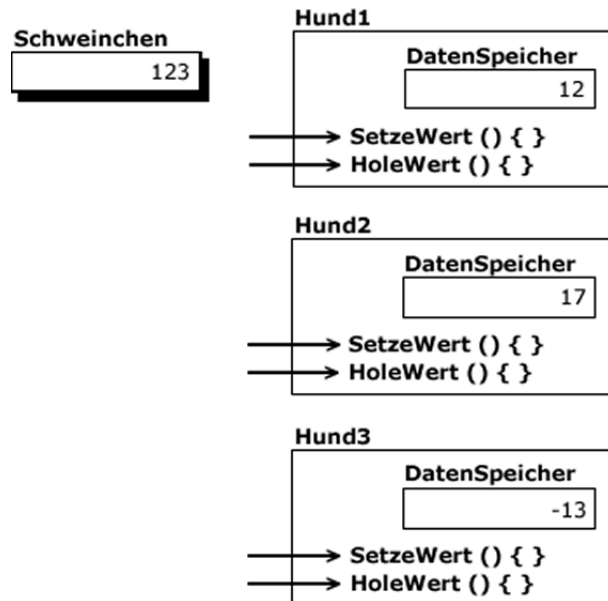 Schweinchen
123
Hund1
DatenSpeicher
12
SetzeWert () { }
HoleWert () { }
Hund2
DatenSpeicher
17
SetzeWert () { }
HoleWert () { }
Hund3
DatenSpeicher
-13
SetzeWert () { }
HoleWert () { }